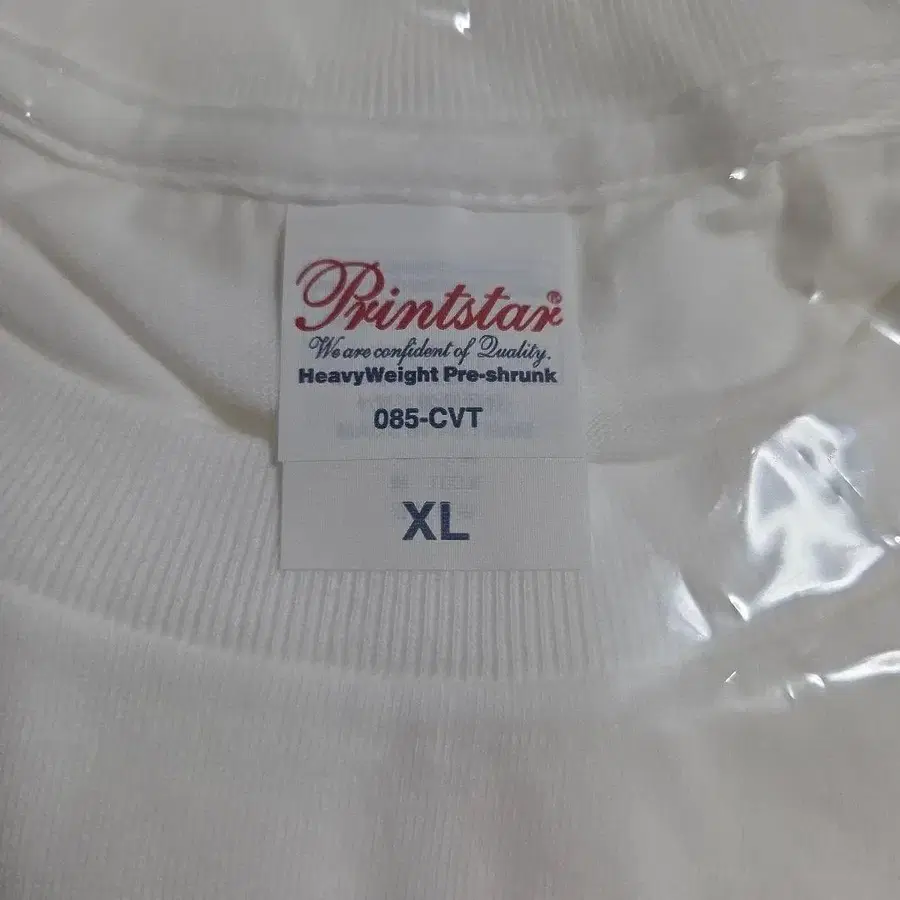 Printstar®
We are confident of Quality.
HeavyWeight Pre-shrunk
085-CVT
XL